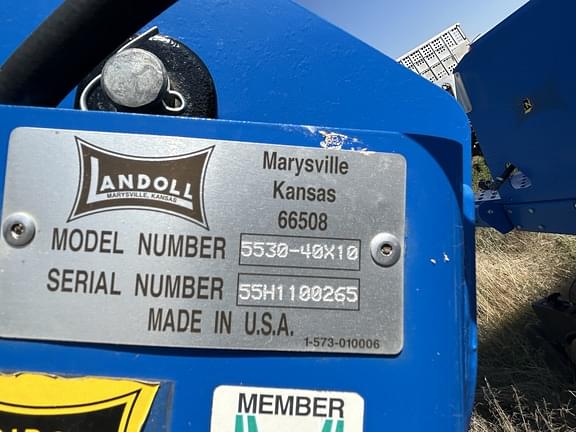 LANDOLL
MARYSVILLE, KANSAS
Marysville
Kansas
66508
MODEL NUMBER 5530-40X10
SERIAL NUMBER 55H1100265
MADE IN U.S.A.
1-573-010006
MEMBER